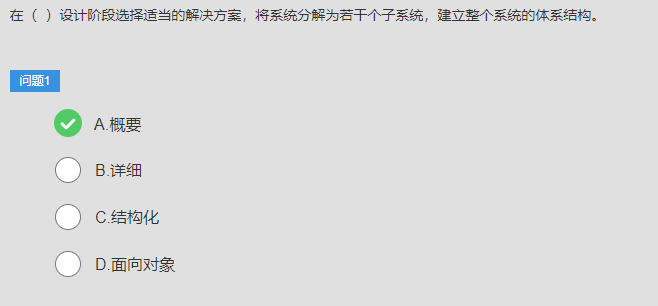 在（ ）设计阶段选择适当的解决方案，将系统分解为若干个子系统，建立整个系统的体系结构。
问题1
A.概要
B.详细
C.结构化
D.面向对象